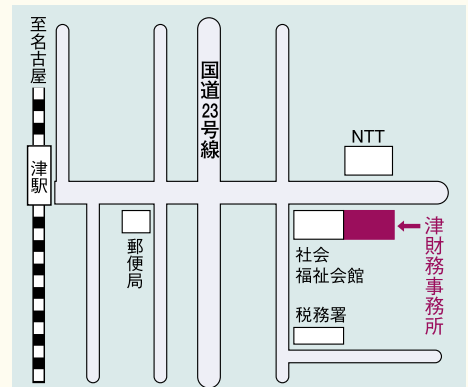 至名古屋
国道23号線
NTT
津駅
郵便局
社会
福祉会館
津財務事務所
税務署